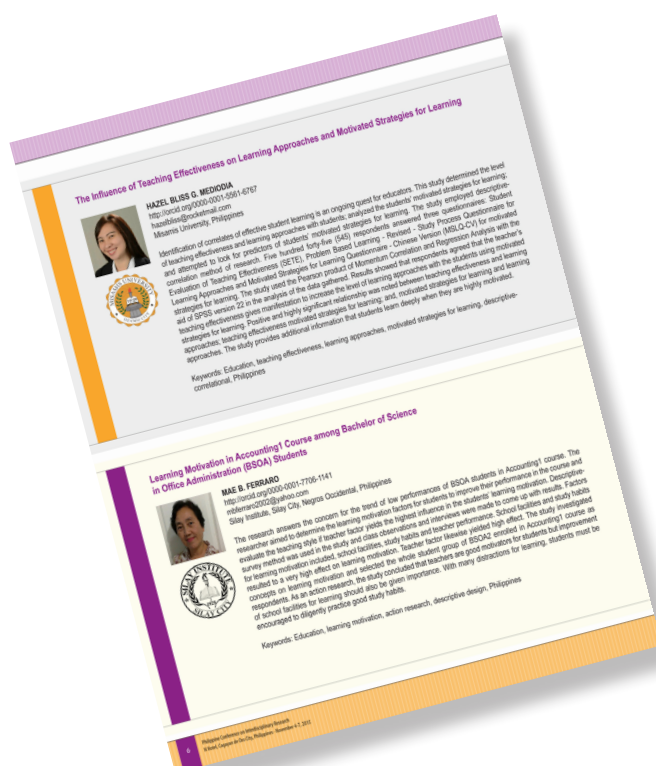 The Influence of Teaching Effectiveness on Learning Approaches and Motivated Strategies for Learning
HAZEL BLISS G. MEDIODIA
http://orcid.org/0000-0001-5561-6767
hazelbliss@rocketmail.com
Misamis University, Philippines
Identification of correlates of effective student learning is an ongoing quest for educators. This study determined the level
of teaching effectiveness and learning approaches with students; analyzed the students' motivated strategies for learning;
and attempted to look for predictors of students' motivated strategies for learning. The study employed descriptive-
correlation method of research. Five hundred forty-five (545) respondents answered three questionnaires: Student
Evaluation of Teaching Effectiveness (SETE), Problem Based Learning - Revised - Study Process Questionnaire for
Learning Approaches and Motivated Strategies for Learning Questionnaire - Chinese Version (MSLQ-CV) for motivated
strategies for learning. The study used the Pearson product of Momentum Correlation and Regression Analysis with the
aid of SPSS version 22 in the analysis of the data gathered. Results showed that respondents agreed that the teacher's
teaching effectiveness gives manifestation to increase the level of learning approaches with the students using motivated
strategies for learning. Positive and highly significant relationship was noted between teaching effectiveness and learning
approaches; teaching effectiveness motivated strategies for learning; and, motivated strategies for learning and learning
approaches. The study provides additional information that students learn deeply when they are highly motivated.
Keywords: Education, teaching effectiveness, learning approaches, motivated strategies for learning, descriptive-
correlational, Philippines
Learning Motivation in Accounting1 Course among Bachelor of Science
in Office Administration (BSOA) Students
MAE B. FERRARO
http://orcid.org/0000-0001-7706-1141
mbferraro2002@yahoo.com
Silay Institute, Silay City, Negros Occidental, Philippines
The research answers the concern for the trend of low performances of BSOA students in Accounting1 course. The
researcher aimed to determine the learning motivation factors for students to improve their performance in the course and
evaluate the teaching style if teacher factor yields the highest influence in the students' learning motivation. Descriptive-
survey method was used in the study and class observations and interviews were made to come up with results. Factors
for learning motivation included, school facilities, study habits and teacher performance. School facilities and study habits
resulted to a very high effect on learning motivation. Teacher factor likewise yielded high effect. The study investigated
concepts on learning motivation and selected the whole student group of BSOA2 enrolled in Accounting1 course as
respondents. As an action research, the study concluded that teachers are good motivators for students but improvement
of school facilities for learning should also be given importance. With many distractions for learning, students must be
encouraged to diligently practice good study habits.
Keywords: Education, learning motivation, action research, descriptive design, Philippines
SILAY INSTITUTE
SILAY CITY
6
Philippine Conference on Interdisciplinary Research